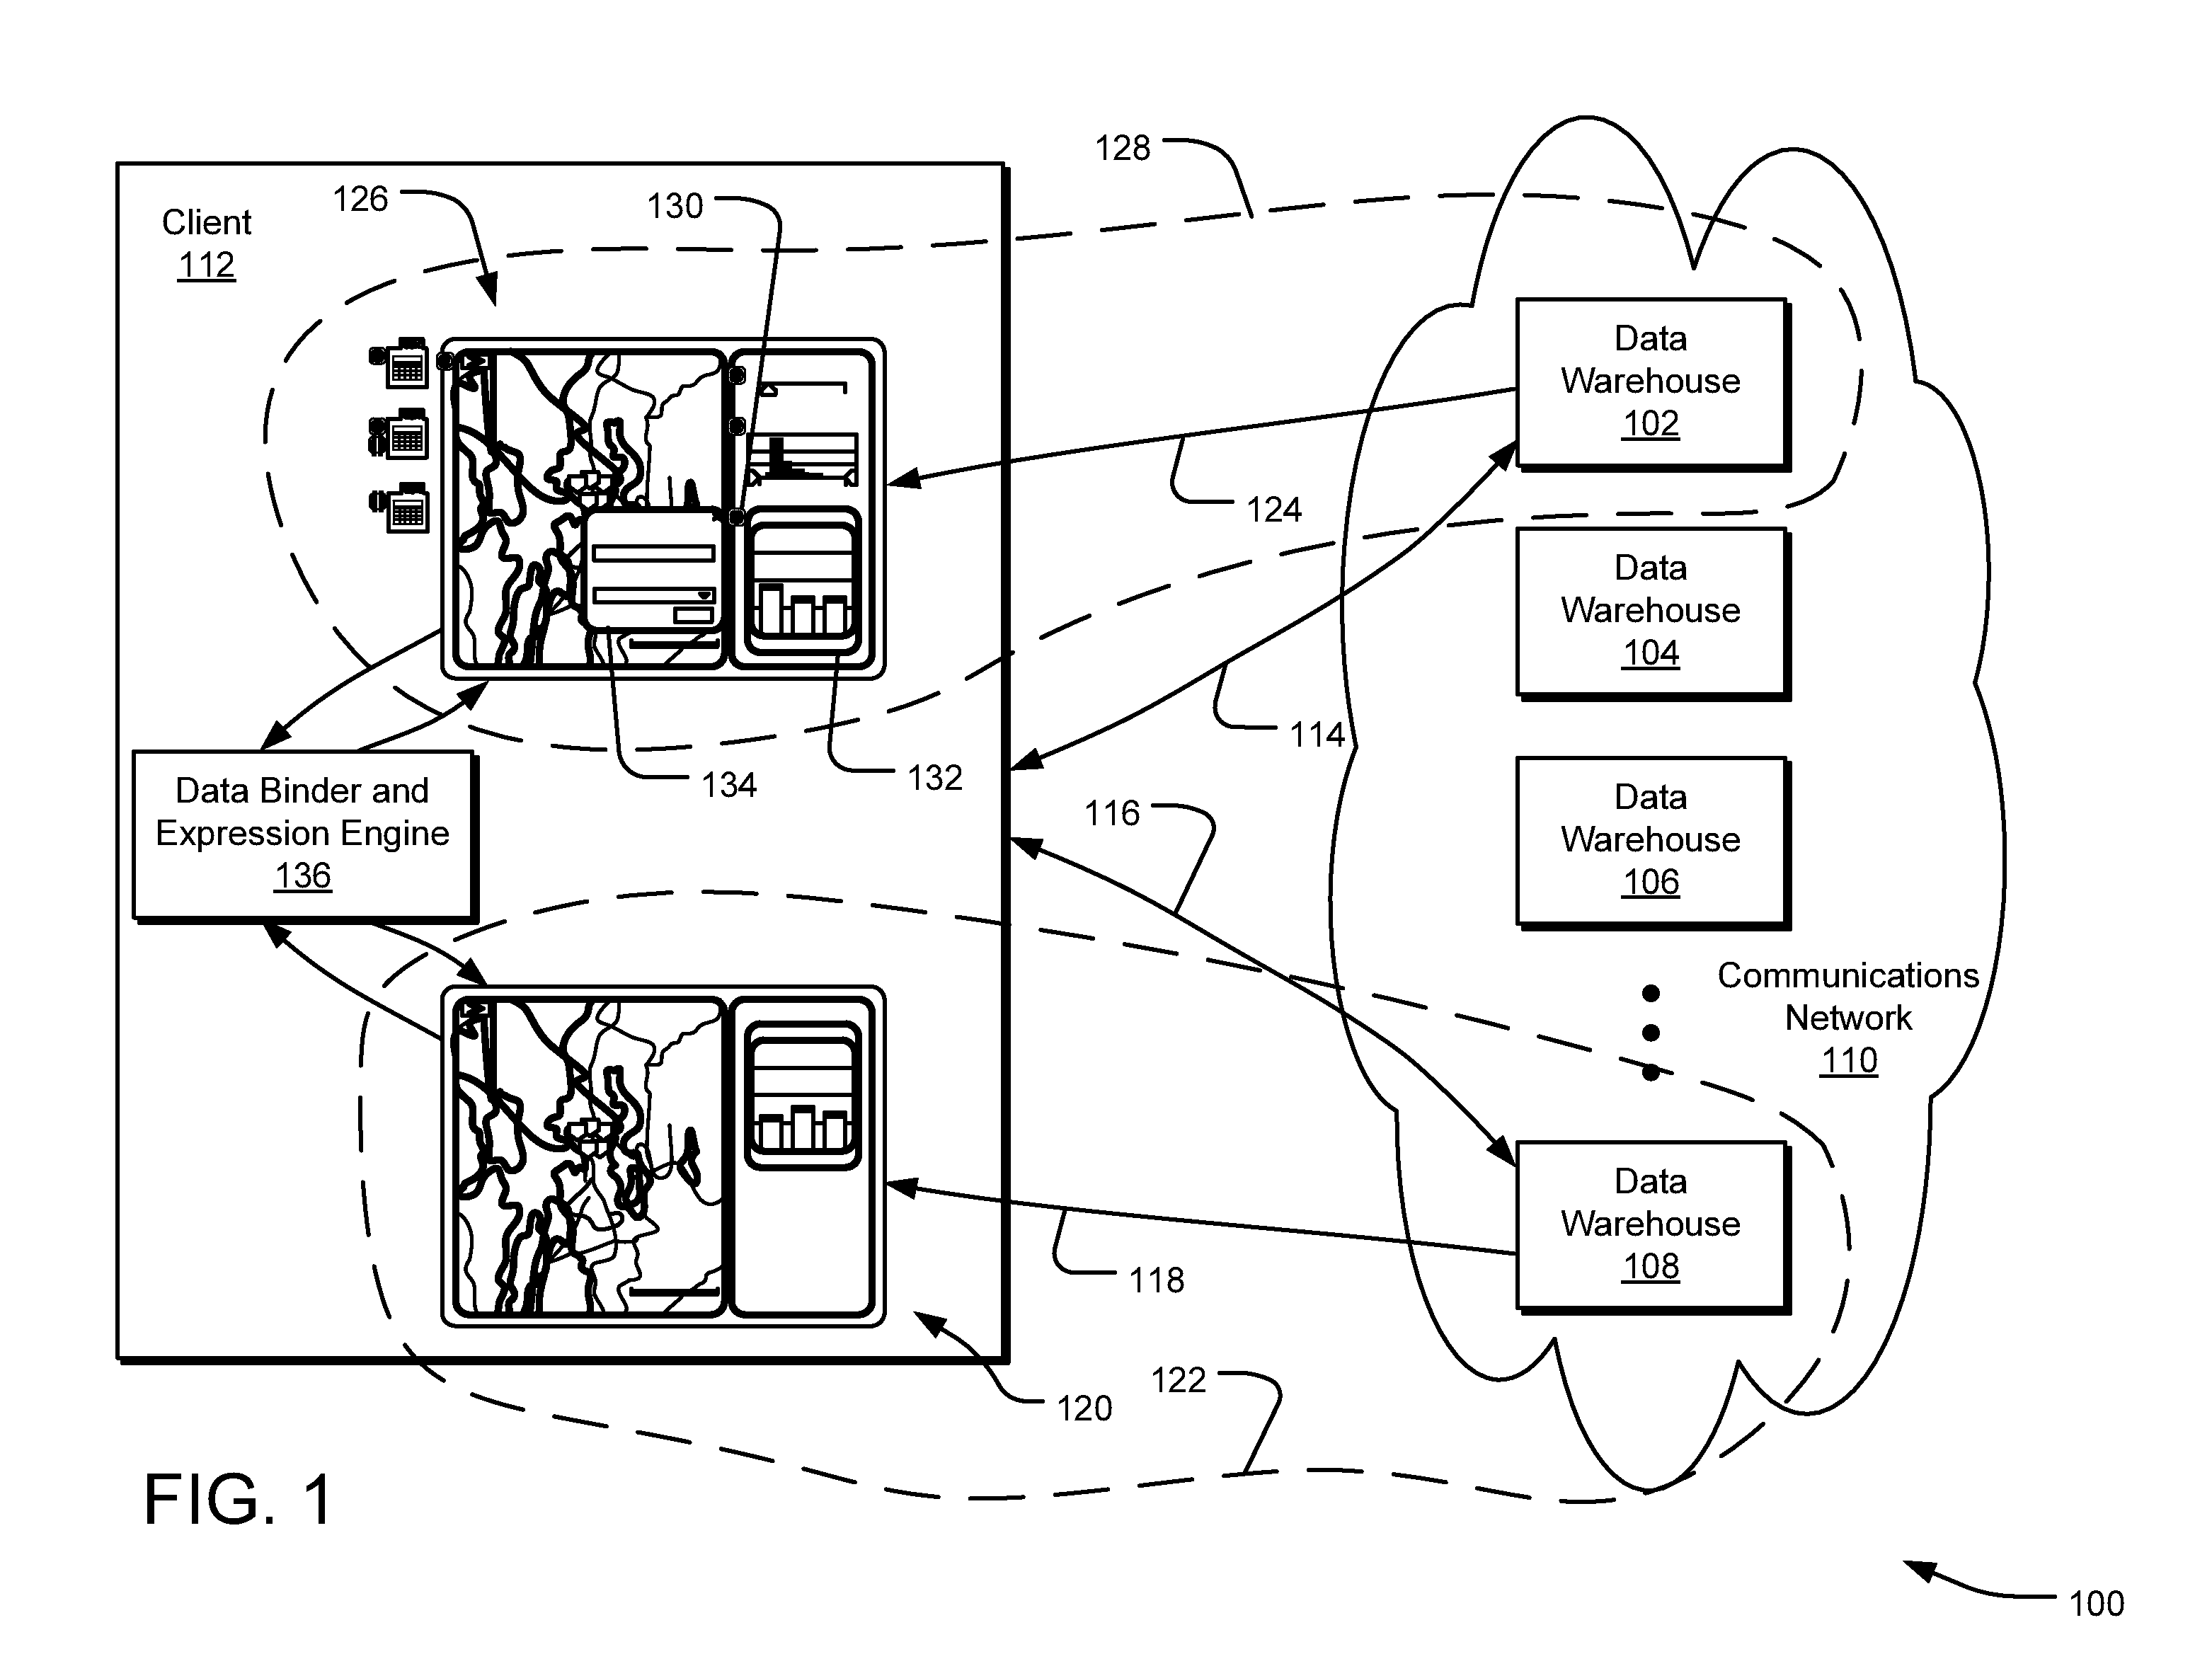 128
126
130
Client
112
Data
Warehouse
102
124
Data
Warehouse
104
114
134
132
Data Binder and
Expression Engine
136
116
Data
Warehouse
106
Communications
Network
110
Data
Warehouse
108
118
122
120
FIG. 1
100